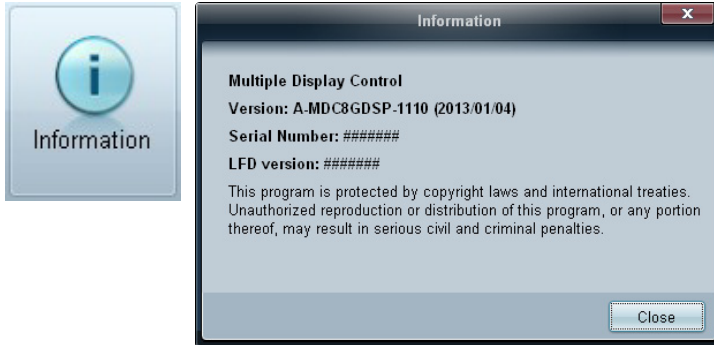 Information
Information
x
Multiple Display Control
Version: A-MDC8GDSP-1110 (2013/01/04)
Serial Number: #######
LFD version: #######
This program is protected by copyright laws and international treaties.
Unauthorized reproduction or distribution of this program, or any portion
thereof, may result in serious civil and criminal penalties.
Close